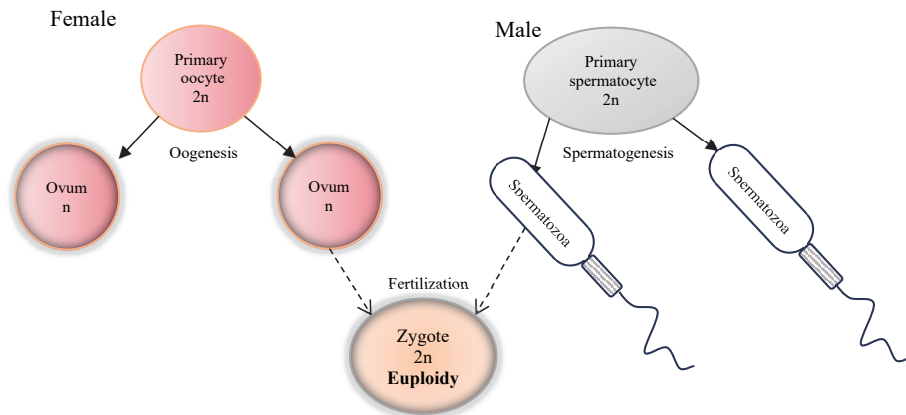 Female
Male
Primary
oocyte
2n
Primary
spermatocyte
2n
Oogenesis
Spermatogenesis
Ovum
n
Ovum
n
Spermatozoa
Spermatozoa
Fertilization
Zygote
2n
Euploidy